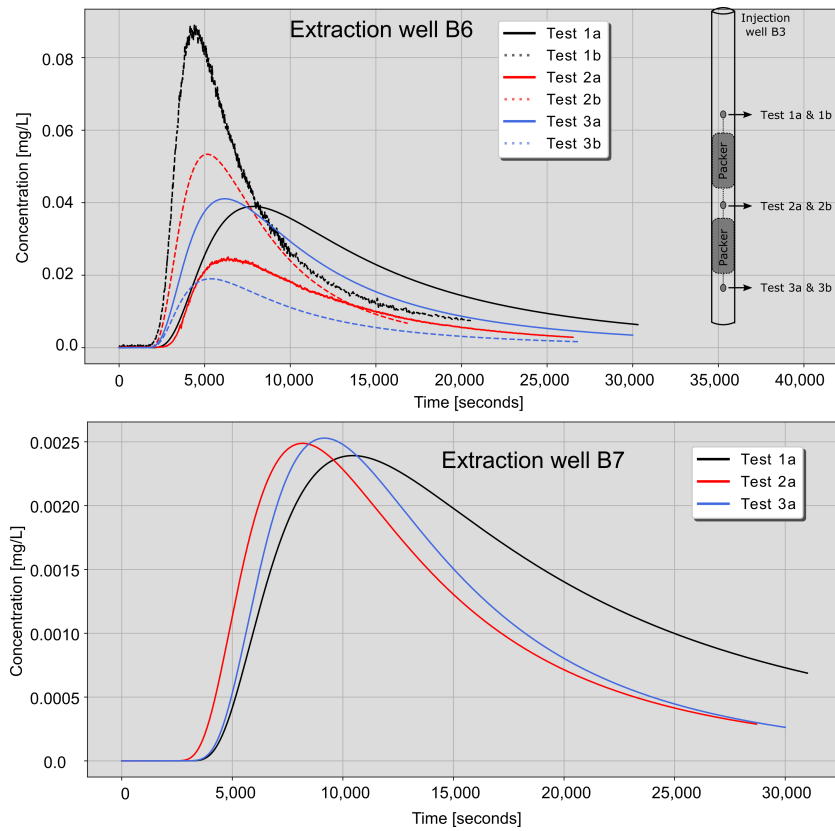 Extraction well B6
Test 1a
Test 1b
Test 2a
Test 2b
Test 3a
Test 3b
Injection
well B3
Test 1a & 1b
Packer
Test 2a & 2b
Packer
Test 3a & 3b
Concentration [mg/L]
0.08
0.06
0.04
0.02
0.0
0
5,000
10,000
15,000
20,000
25,000
30,000
35,000
40,000
Time [seconds]
Extraction well B7
Test 1a
Test 2a
Test 3a
Concentration [mg/L]
0.0025
0.0020
0.0015
0.0010
0.0005
0.0
0
5,000
10,000
15,000
20,000
25,000
30,000
Time [seconds]